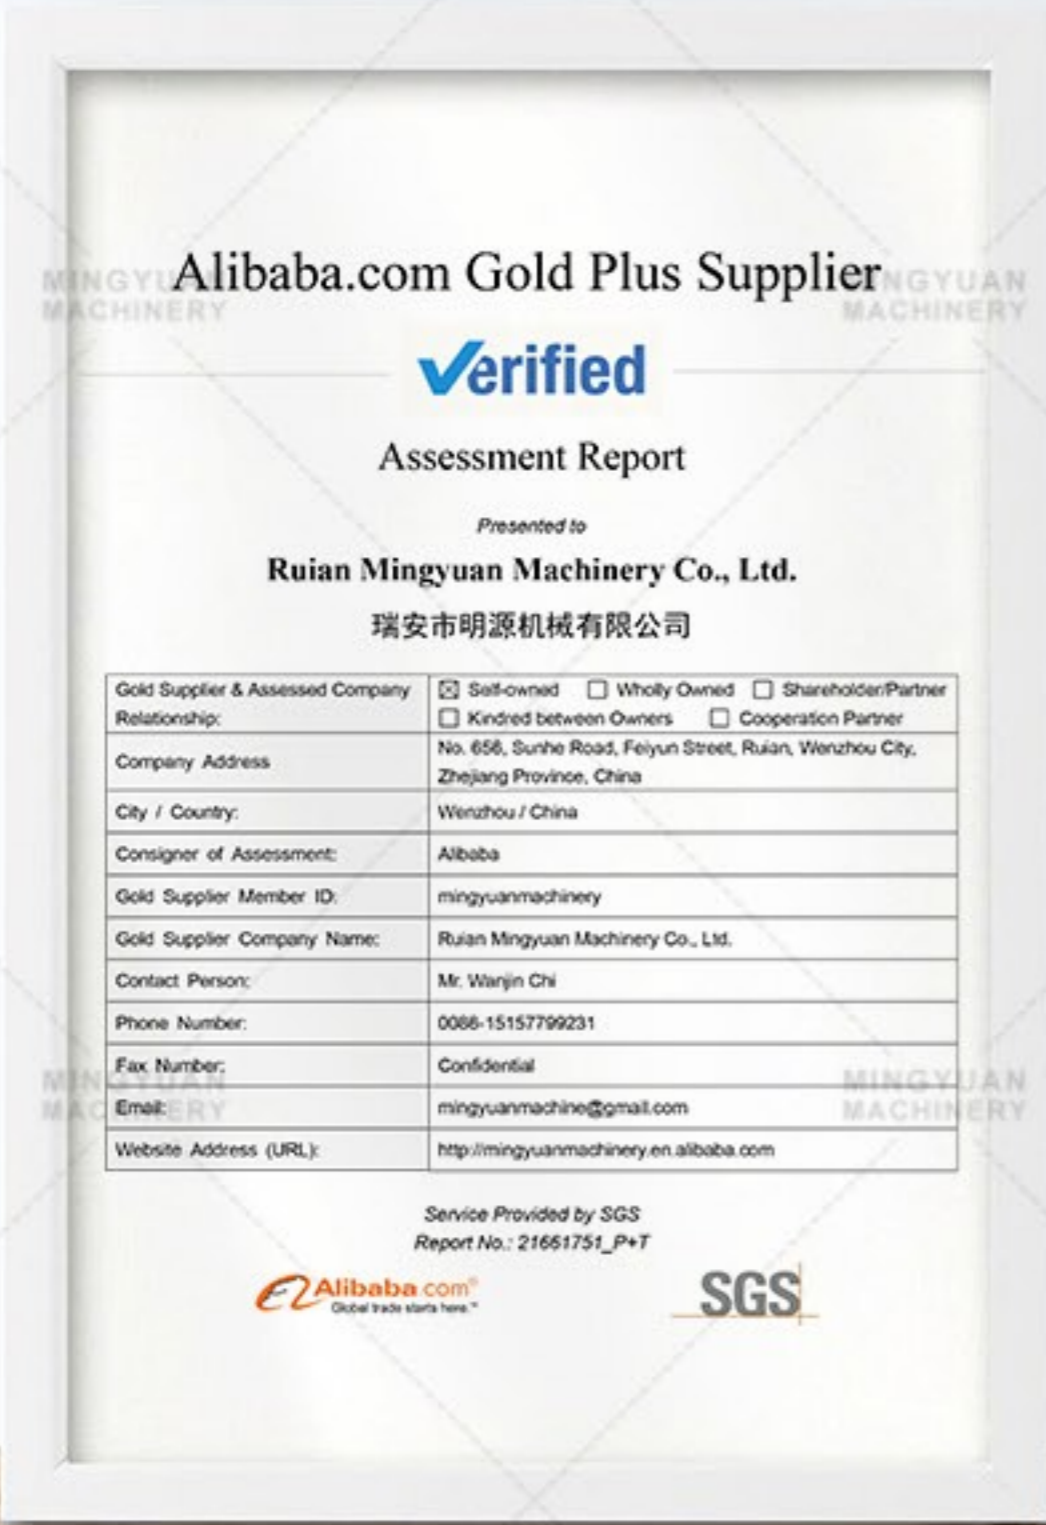 Alibaba.com Gold Plus Supplier
MINGYUAN
MACHINERY
NGYUAN
MACHINERY
Verified
Assessment Report
Presented to
Ruian Mingyuan Machinery Co., Ltd.
瑞安市明源机械有限公司
Gold Supplier & Assessed Company Relationship: ☒ Self-owned ☐ Wholly Owned ☐ Shareholder/Partner
☐ Kindred between Owners ☐ Cooperation Partner
Company Address No. 656, Sunhe Road, Feiyun Street, Ruian, Wenzhou City,
Zhejiang Province, China
City / Country: Wenzhou / China
Consigner of Assessment: Alibaba
Gold Supplier Member ID: mingyuanmachinery
Gold Supplier Company Name: Ruian Mingyuan Machinery Co., Ltd.
Contact Person: Mr. Wanjin Chi
Phone Number: 0086-15157799231
Fax Number: Confidential
MINGYUAN
MACHINERY
MINGYUAN
MACHINERY
Email: mingyuanmachine@gmail.com
Website Address (URL): http://mingyuanmachinery.en.alibaba.com
Service Provided by SGS
Report No.: 21661751_P+T
Alibaba.com®
Global trade starts here.™
SGS